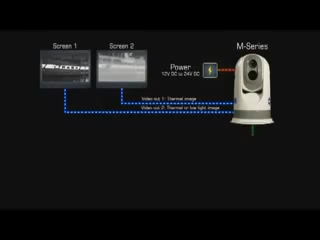 Screen 1
Screen 2
M-Series
Power
12V DC to 24V DC
Video out 1: Thermal image
Video out 2: Thermal or low light image